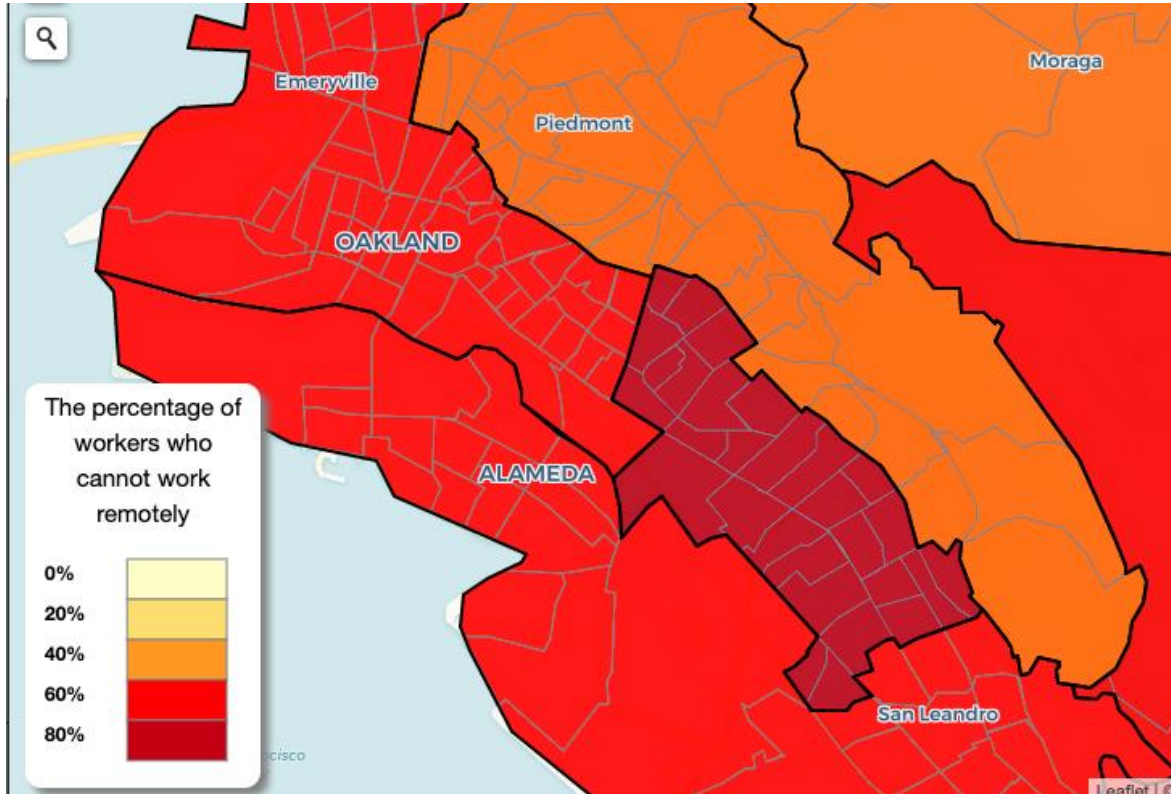 Emeryville
Moraga
Piedmont
OAKLAND
ALAMEDA
San Leandro
The percentage of
workers who
cannot work
remotely
0%
20%
40%
60%
80%
Leaflet |